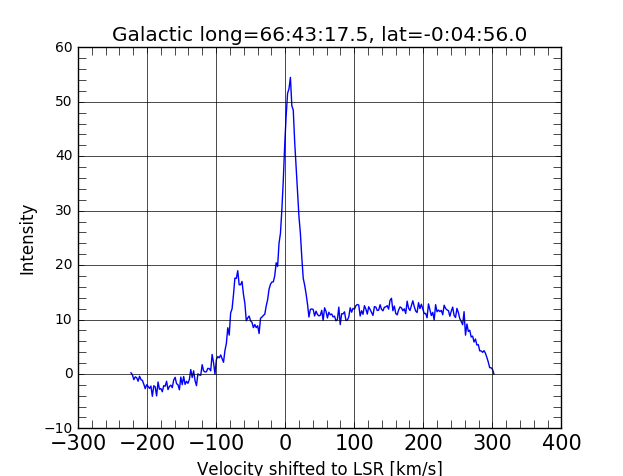 Galactic long=66:43:17.5, lat=-0:04:56.0
60
50
40
30
20
10
0
−10
Intensity
−300 −200 −100 0 100 200 300 400
Velocity shifted to LSR [km/s]